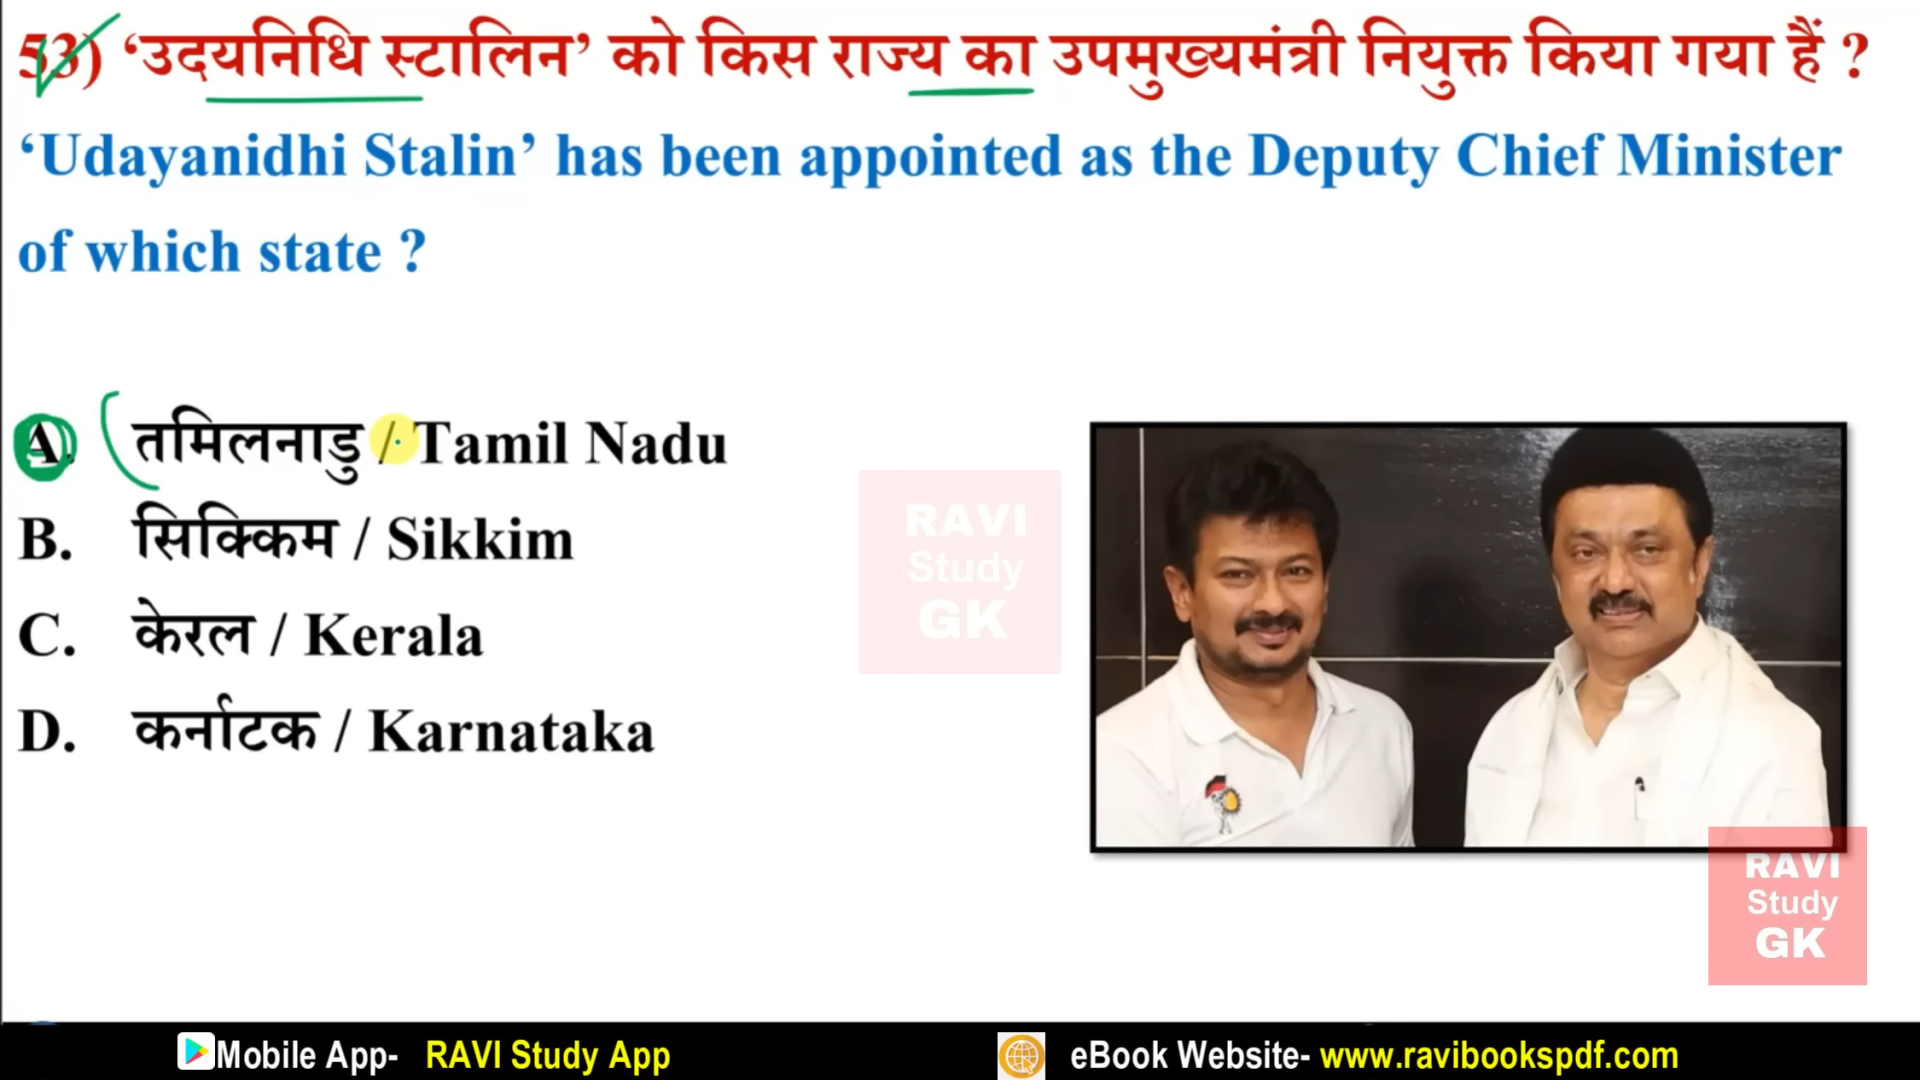 53) ‘उदयनिधि स्टालिन’ को किस राज्य का उपमुख्यमंत्री नियुक्त किया गया हैं ?
‘Udayanidhi Stalin’ has been appointed as the Deputy Chief Minister
of which state ?
A. तमिलनाडु / Tamil Nadu
B. सिक्किम / Sikkim
C. केरल / Kerala
D. कर्नाटक / Karnataka
RAVI
Study
GK
RAVI
Study
GK
Mobile App- RAVI Study App
eBook Website- www.ravibookspdf.com